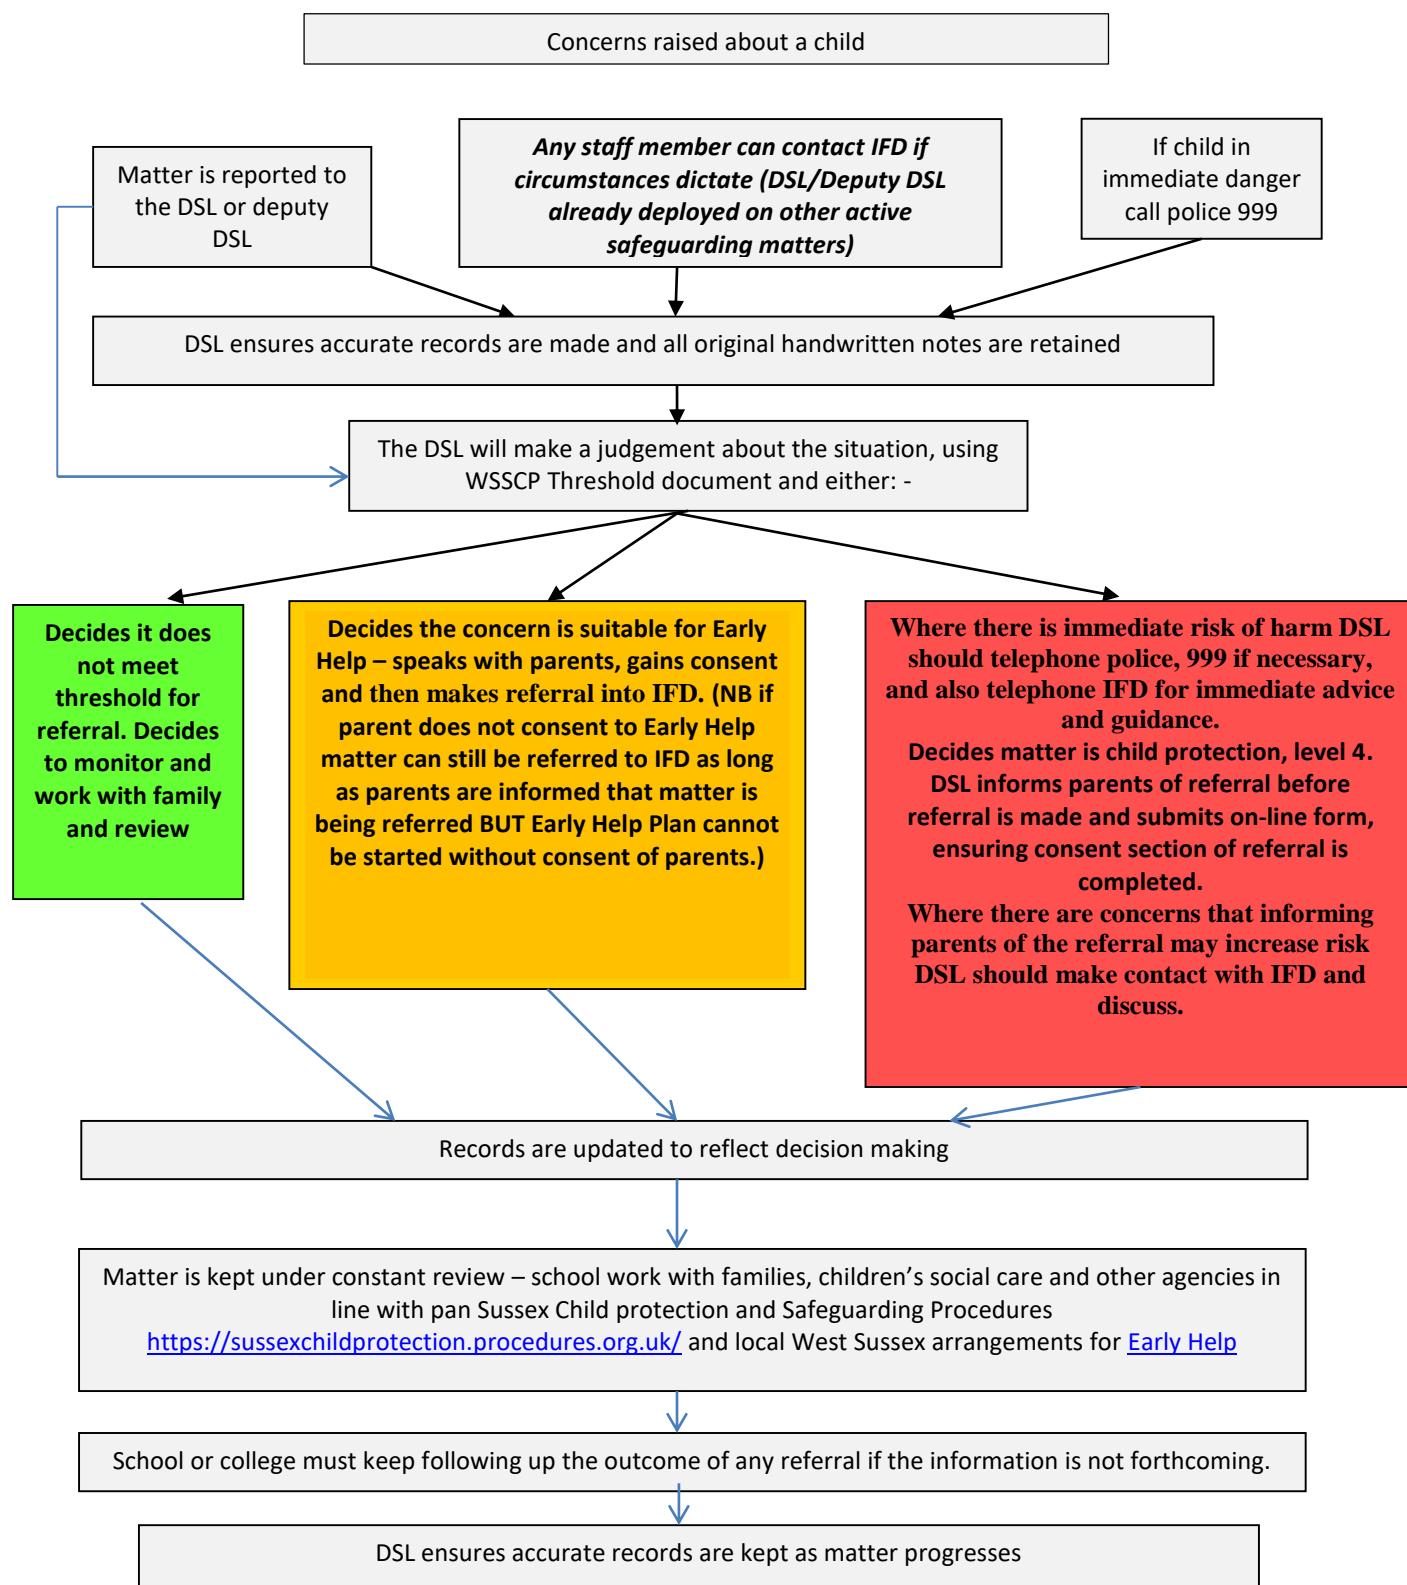 Concerns raised about a child
Matter is reported to
the DSL or deputy
DSL
Any staff member can contact IFD if
circumstances dictate (DSL/Deputy DSL
already deployed on other active
safeguarding matters)
If child in
immediate danger
call police 999
DSL ensures accurate records are made and all original handwritten notes are retained
The DSL will make a judgement about the situation, using
WSSCP Threshold document and either: -
Decides it does
not meet
threshold for
referral. Decides
to monitor and
work with family
and review
Decides the concern is suitable for Early
Help – speaks with parents, gains consent
and then makes referral into IFD. (NB if
parent does not consent to Early Help
matter can still be referred to IFD as long
as parents are informed that matter is
being referred BUT Early Help Plan cannot
be started without consent of parents.)
Where there is immediate risk of harm DSL
should telephone police, 999 if necessary,
and also telephone IFD for immediate advice
and guidance.
Decides matter is child protection, level 4.
DSL informs parents of referral before
referral is made and submits on-line form,
ensuring consent section of referral is
completed.
Where there are concerns that informing
parents of the referral may increase risk
DSL should make contact with IFD and
discuss.
Records are updated to reflect decision making
Matter is kept under constant review – school work with families, children’s social care and other agencies in
line with pan Sussex Child protection and Safeguarding Procedures
https://sussexchildprotection.procedures.org.uk/ and local West Sussex arrangements for Early Help
School or college must keep following up the outcome of any referral if the information is not forthcoming.
DSL ensures accurate records are kept as matter progresses